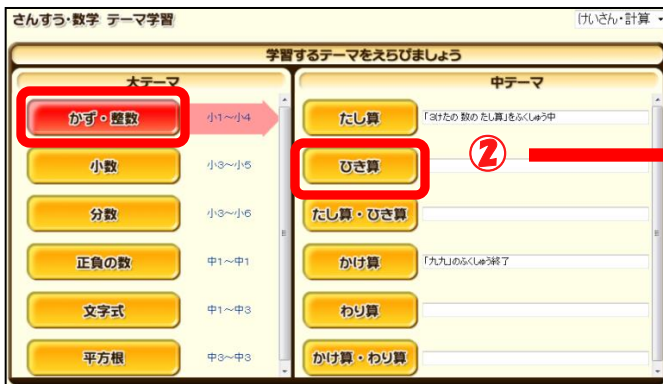 さんすう・数学 テーマ学習
けいさん・計算
学習するテーマをえらびましょう
大テーマ
かず・整数 小1～小4
小数 小3～小5
分数 小3～小6
正負の数 中1～中1
文字式 中1～中3
平方根 中3～中3
中テーマ
たし算 「3けたの 数の たし算」をふくしゅう中
ひき算 ②
たし算・ひき算
かけ算 「九九」のふくしゅう終了
わり算
かけ算・わり算